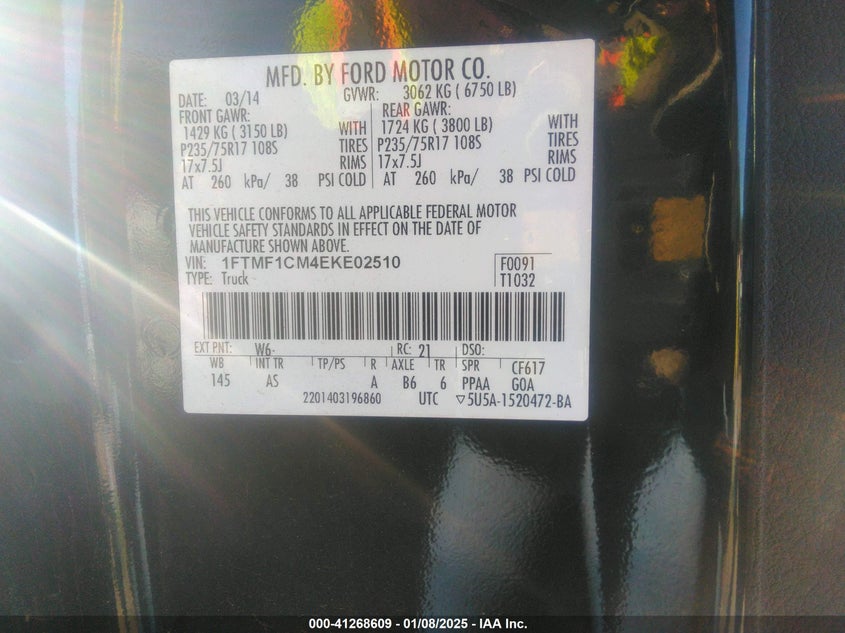 MFD. BY FORD MOTOR CO.
DATE: 03/14 GVWR: 3062 KG ( 6750 LB)
FRONT GAWR: REAR GAWR:
1429 KG ( 3150 LB) WITH 1724 KG ( 3800 LB) WITH
P235/75R17 108S TIRES P235/75R17 108S TIRES
17x7.5J RIMS 17x7.5J RIMS
AT 260 kPa/ 38 PSI COLD AT 260 kPa/ 38 PSI COLD
THIS VEHICLE CONFORMS TO ALL APPLICABLE FEDERAL MOTOR
VEHICLE SAFETY STANDARDS IN EFFECT ON THE DATE OF
MANUFACTURE SHOWN ABOVE.
VIN: 1FTMF1CM4EKE02510 F0091
TYPE: Truck T1032
EXT PNT: W6- RC: 21 DSO:
WB INT TR TP/PS R AXLE TR SPR CF617
145 AS A B6 6 PPAA GOA
2201403196860 UTC ▽5U5A-1520472-BA
000-41268609 — 01/08/2025 — IAA Inc.